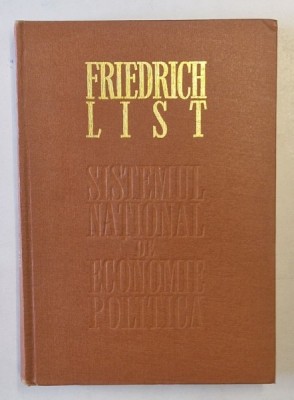 FRIEDRICH
LIST
SISTEMUL
NAȚIONAL
DE
ECONOMIE
POLITICĂ